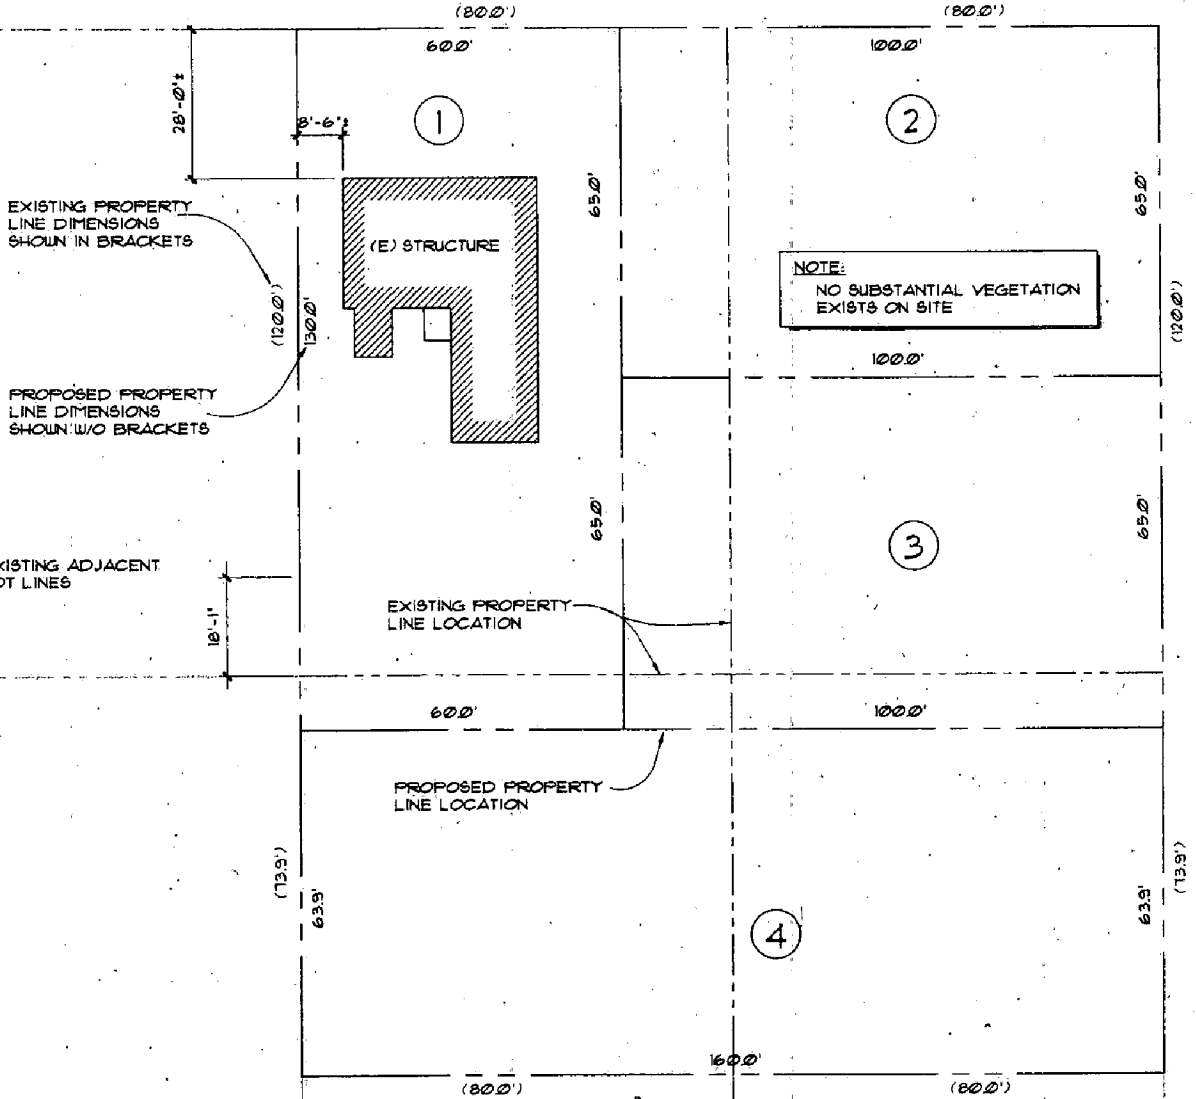 (80.0') (80.0')
60.0' 100.0'
28'-0"±
8'-6"±
1
2
65.0'
65.0'
EXISTING PROPERTY
LINE DIMENSIONS
SHOWN IN BRACKETS
(E) STRUCTURE
NOTE:
NO SUBSTANTIAL VEGETATION
EXISTS ON SITE
(120.0')
130.0'
(120.0')
100.0'
PROPOSED PROPERTY
LINE DIMENSIONS
SHOWN W/O BRACKETS
65.0'
65.0'
3
XISTING ADJACENT
OT LINES
18'-1"
EXISTING PROPERTY
LINE LOCATION
60.0' 100.0'
PROPOSED PROPERTY
LINE LOCATION
(73.9')
63.9'
63.9'
(73.9')
4
160.0'
(80.0') (80.0')